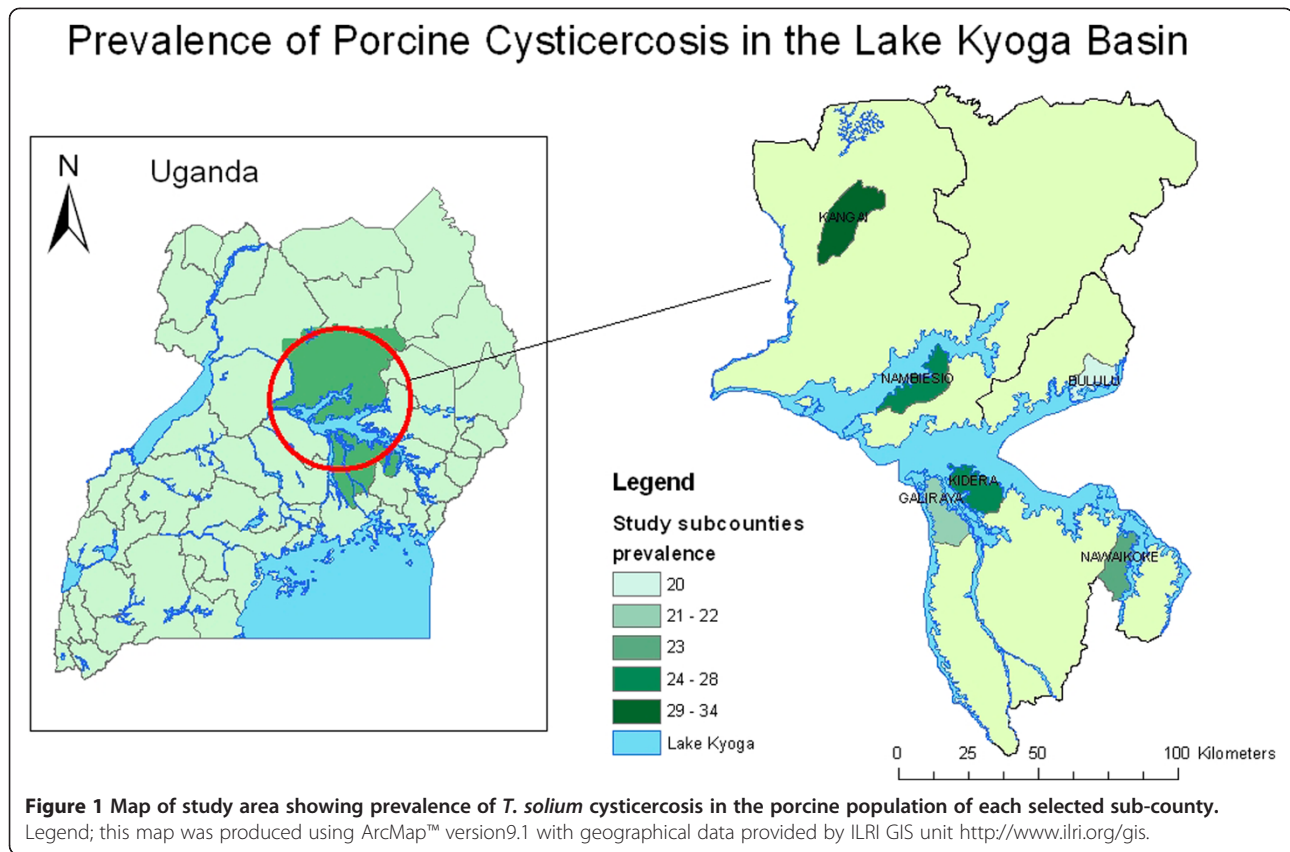 Prevalence of Porcine Cysticercosis in the Lake Kyoga Basin
N
Uganda
KANGAI
NAMBIESIO
BULULU
KIDERA
GALIRAYA
NAWAIKOKE
Legend
Study subcounties
prevalence
20
21 - 22
23
24 - 28
29 - 34
Lake Kyoga
0 25 50 100 Kilometers
Figure 1 Map of study area showing prevalence of T. solium cysticercosis in the porcine population of each selected sub-county.
Legend; this map was produced using ArcMap™ version9.1 with geographical data provided by ILRI GIS unit http://www.ilri.org/gis.